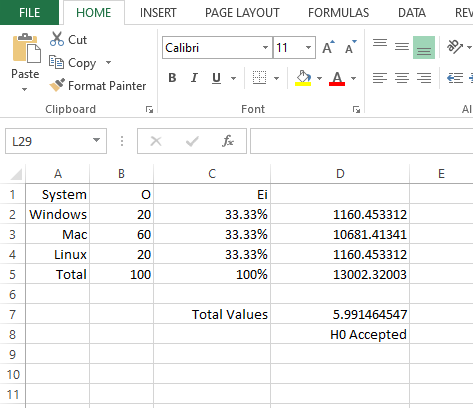 FILE HOME INSERT PAGE LAYOUT FORMULAS DATA RE
Cut
Copy
Format Painter
Paste
Clipboard
Calibri 11 A A
B I U A
Font
Al
L29 fx
A B C D E
1 System O Ei
2 Windows 20 33.33% 1160.453312
3 Mac 60 33.33% 10681.41341
4 Linux 20 33.33% 1160.453312
5 Total 100 100% 13002.32003
6
7 Total Values 5.991464547
8 H0 Accepted
9
10
11